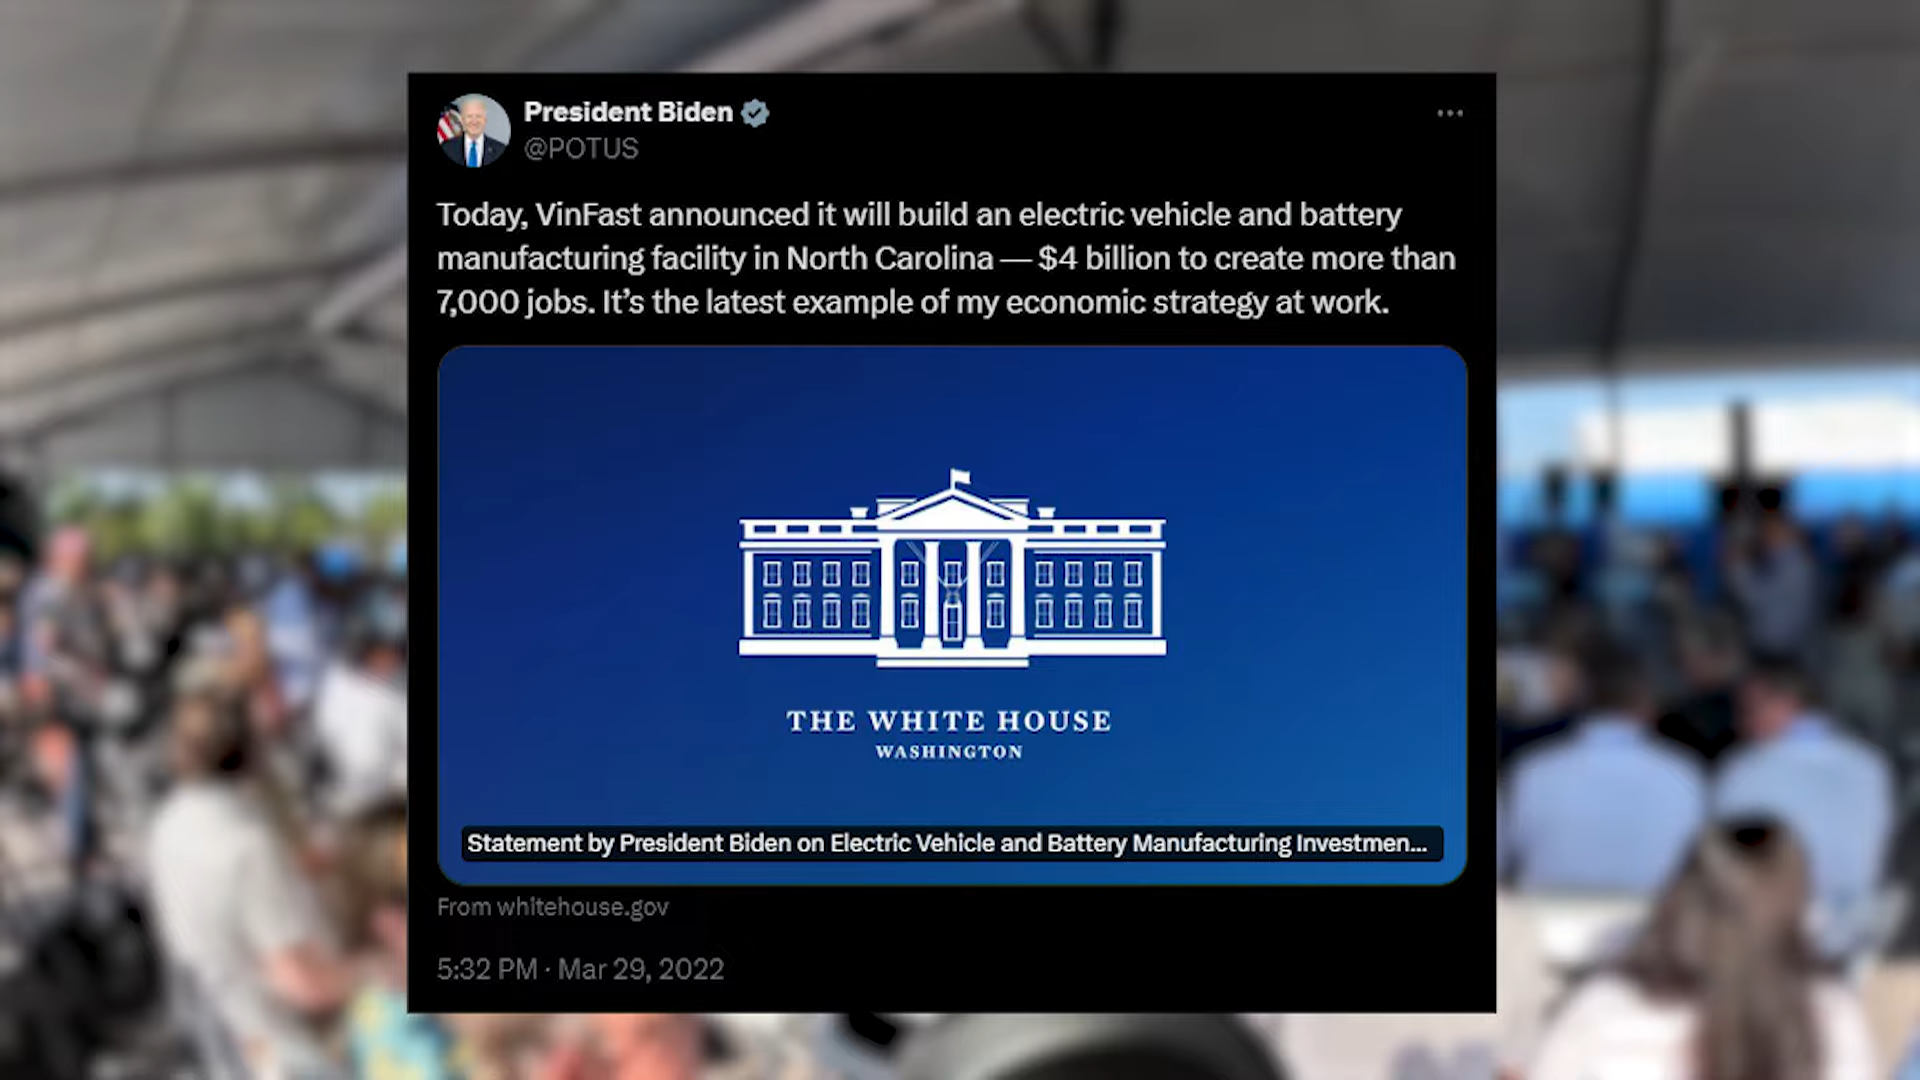 President Biden
@POTUS
Today, VinFast announced it will build an electric vehicle and battery
manufacturing facility in North Carolina — $4 billion to create more than
7,000 jobs. It’s the latest example of my economic strategy at work.
THE WHITE HOUSE
WASHINGTON
Statement by President Biden on Electric Vehicle and Battery Manufacturing Investmen...
From whitehouse.gov
5:32 PM · Mar 29, 2022